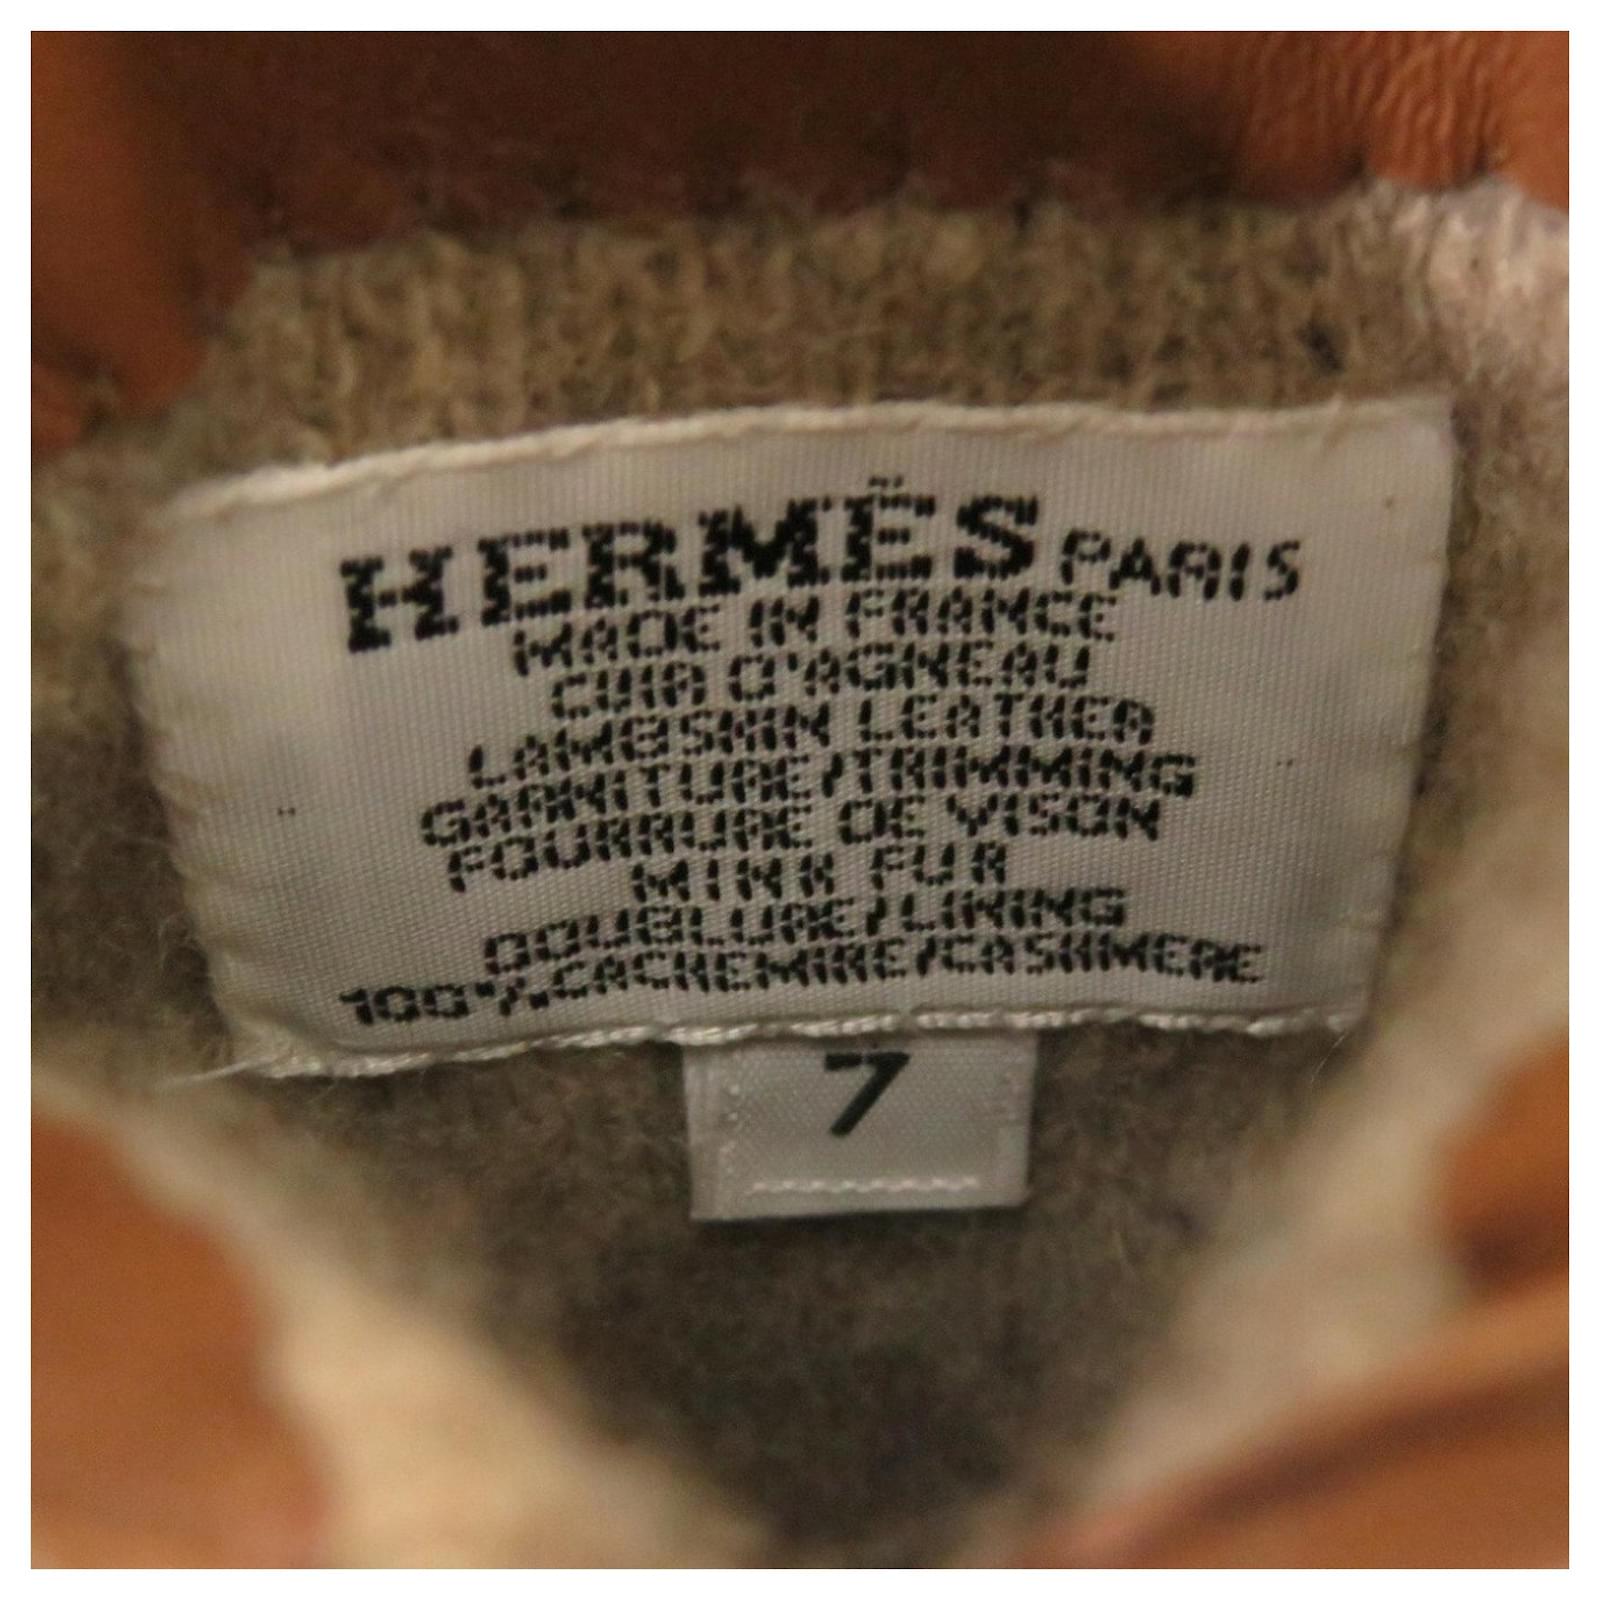 HERMÈS PARIS
MADE IN FRANCE
CUIR D'AGNEAU
LAMBSKIN LEATHER
GARNITURE/TRIMMING
FOURRURE DE VISON
MINK FUR
DOUBLURE/LINING
100%CACHEMIRE/CASHMERE
7